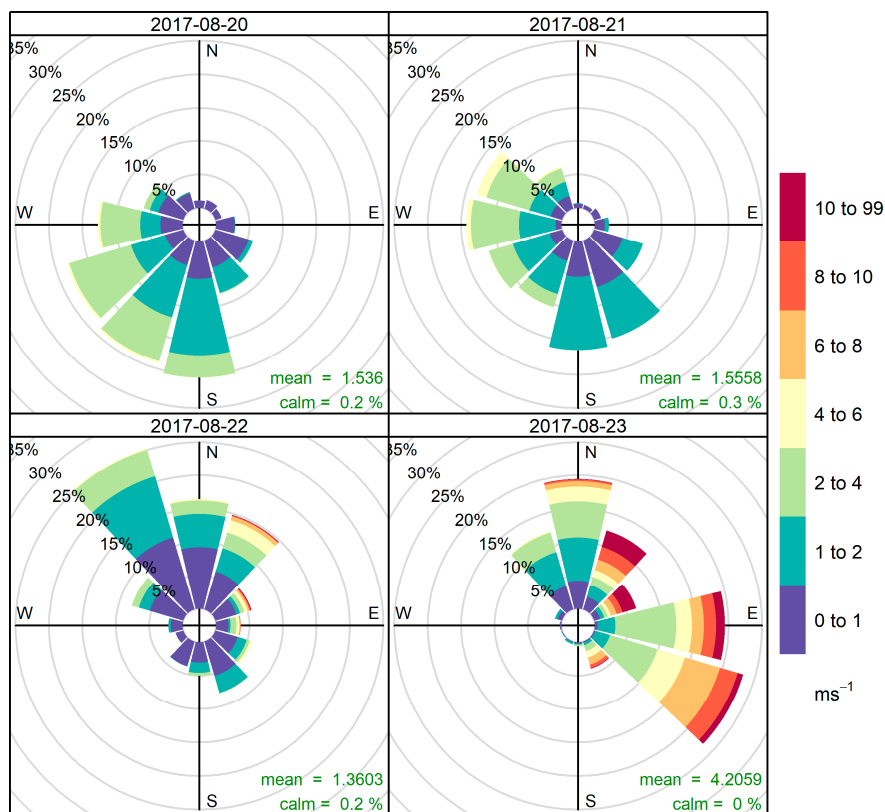 2017-08-20
2017-08-21
35%
30%
25%
20%
15%
10%
5%
N
W
E
S
mean = 1.536
calm = 0.2 %
35%
30%
25%
20%
15%
10%
5%
N
W
E
S
mean = 1.5558
calm = 0.3 %
2017-08-22
2017-08-23
35%
30%
25%
20%
15%
10%
5%
N
W
E
S
mean = 1.3603
calm = 0.2 %
35%
30%
25%
20%
15%
10%
5%
N
W
E
S
mean = 4.2059
calm = 0 %
10 to 99
8 to 10
6 to 8
4 to 6
2 to 4
1 to 2
0 to 1
ms⁻¹